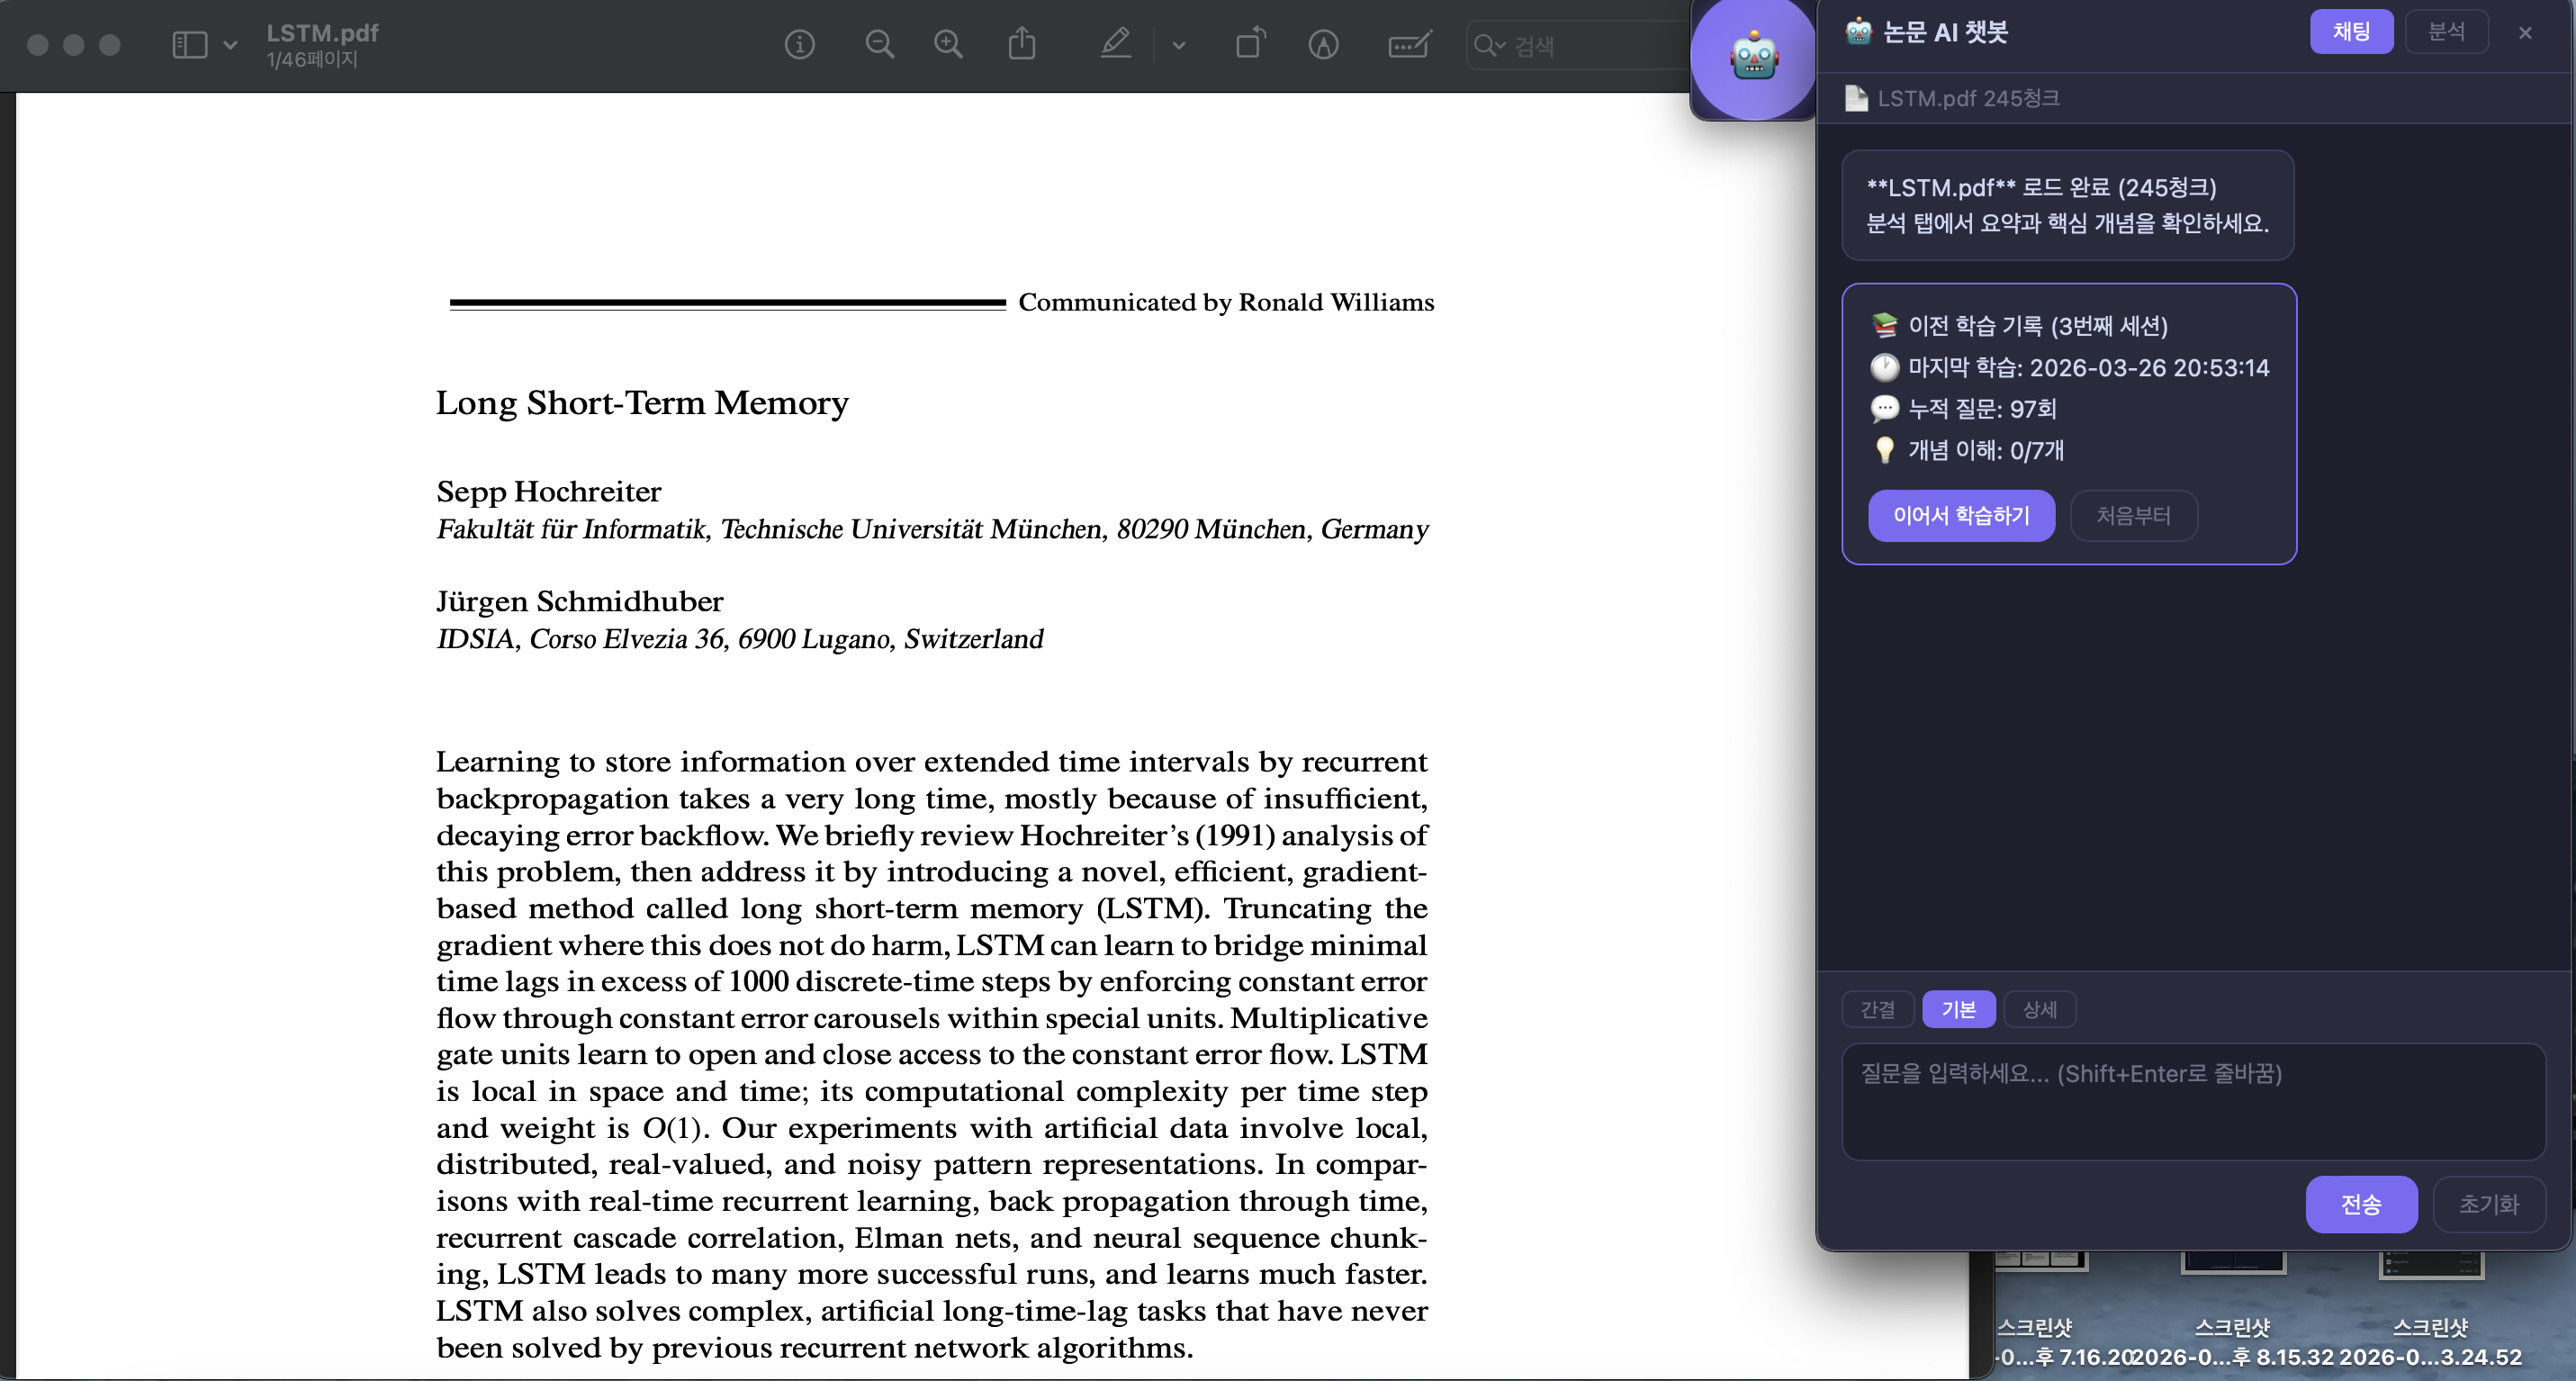 LSTM.pdf
1/46페이지
검색
Communicated by Ronald Williams
Long Short-Term Memory
Sepp Hochreiter
Fakultät für Informatik, Technische Universität München, 80290 München, Germany
Jürgen Schmidhuber
IDSIA, Corso Elvezia 36, 6900 Lugano, Switzerland
Learning to store information over extended time intervals by recurrent
backpropagation takes a very long time, mostly because of insufficient,
decaying error backflow. We briefly review Hochreiter's (1991) analysis of
this problem, then address it by introducing a novel, efficient, gradient-
based method called long short-term memory (LSTM). Truncating the
gradient where this does not do harm, LSTM can learn to bridge minimal
time lags in excess of 1000 discrete-time steps by enforcing constant error
flow through constant error carousels within special units. Multiplicative
gate units learn to open and close access to the constant error flow. LSTM
is local in space and time; its computational complexity per time step
and weight is O(1). Our experiments with artificial data involve local,
distributed, real-valued, and noisy pattern representations. In compar-
isons with real-time recurrent learning, back propagation through time,
recurrent cascade correlation, Elman nets, and neural sequence chunk-
ing, LSTM leads to many more successful runs, and learns much faster.
LSTM also solves complex, artificial long-time-lag tasks that have never
been solved by previous recurrent network algorithms.
논문 AI 챗봇
채팅
분석
LSTM.pdf 245청크
**LSTM.pdf** 로드 완료 (245청크)
분석 탭에서 요약과 핵심 개념을 확인하세요.
이전 학습 기록 (3번째 세션)
마지막 학습: 2026-03-26 20:53:14
누적 질문: 97회
개념 이해: 0/7개
이어서 학습하기
처음부터
간결
기본
상세
질문을 입력하세요... (Shift+Enter로 줄바꿈)
전송
초기화
스크린샷
-0...후 7.16.20
스크린샷
2026-0...후 8.15.32
스크린샷
2026-0...3.24.52